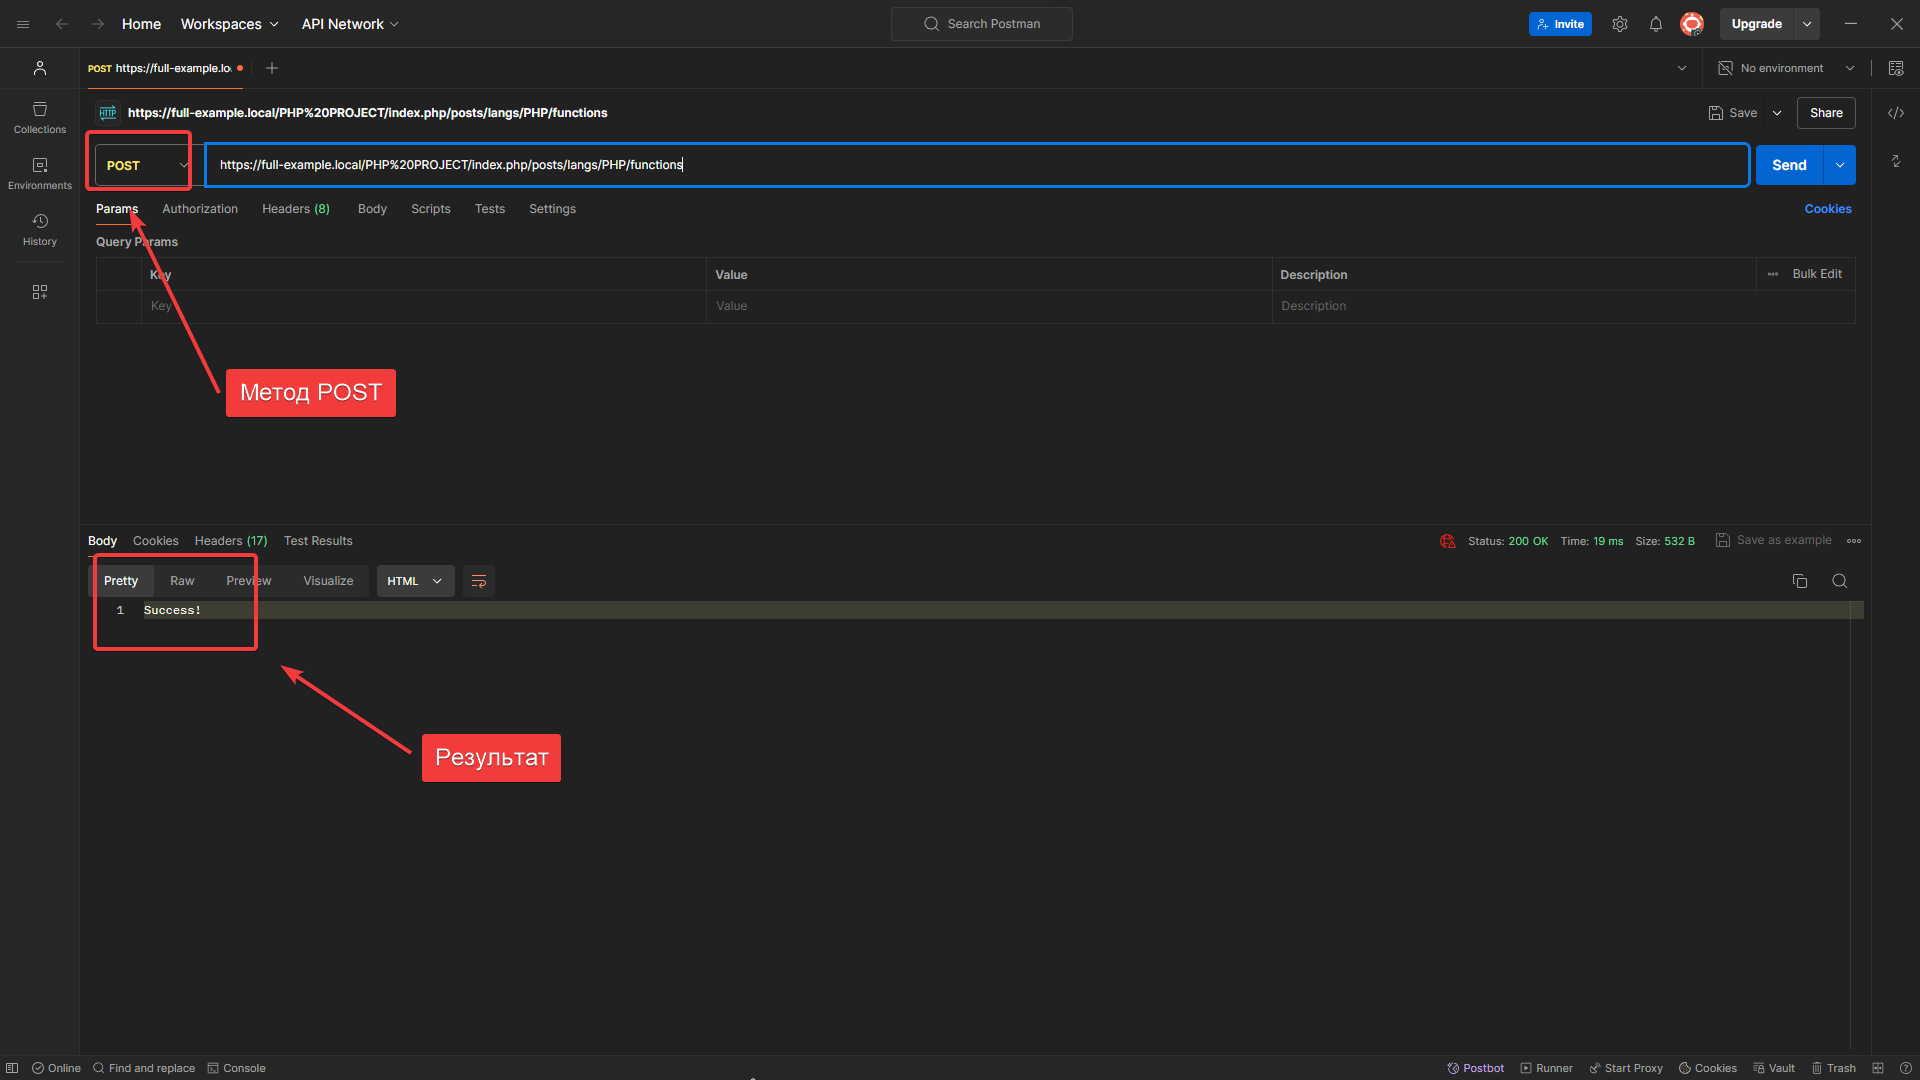 Home Workspaces API Network Search Postman Invite Upgrade
POST https://full-example.lo No environment
HTTP https://full-example.local/PHP%20PROJECT/index.php/posts/langs/PHP/functions Save Share
Collections
POST https://full-example.local/PHP%20PROJECT/index.php/posts/langs/PHP/functions Send
Environments
Params Authorization Headers (8) Body Scripts Tests Settings Cookies
History
Query Params
Key Value Description Bulk Edit
Key Value Description
Метод POST
Body Cookies Headers (17) Test Results Status: 200 OK Time: 19 ms Size: 532 B Save as example
Pretty Raw Preview Visualize HTML
1 Success!
Результат
Online Find and replace Console Postbot Runner Start Proxy Cookies Vault Trash